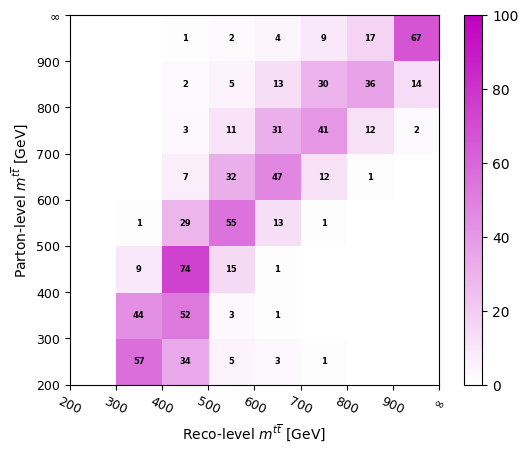 ∞ 1 2 4 9 17 67 100
900
2 5 13 30 36 14
800 80
3 11 31 41 12 2
700
7 32 47 12 1 60
600
1 29 55 13 1
500
9 74 15 1 40
400
44 52 3 1
300 20
57 34 5 3 1
200 0
200 300 400 500 600 700 800 900 ∞
Parton-level $m^{t\overline{t}}$ [GeV]
Reco-level $m^{t\overline{t}}$ [GeV]